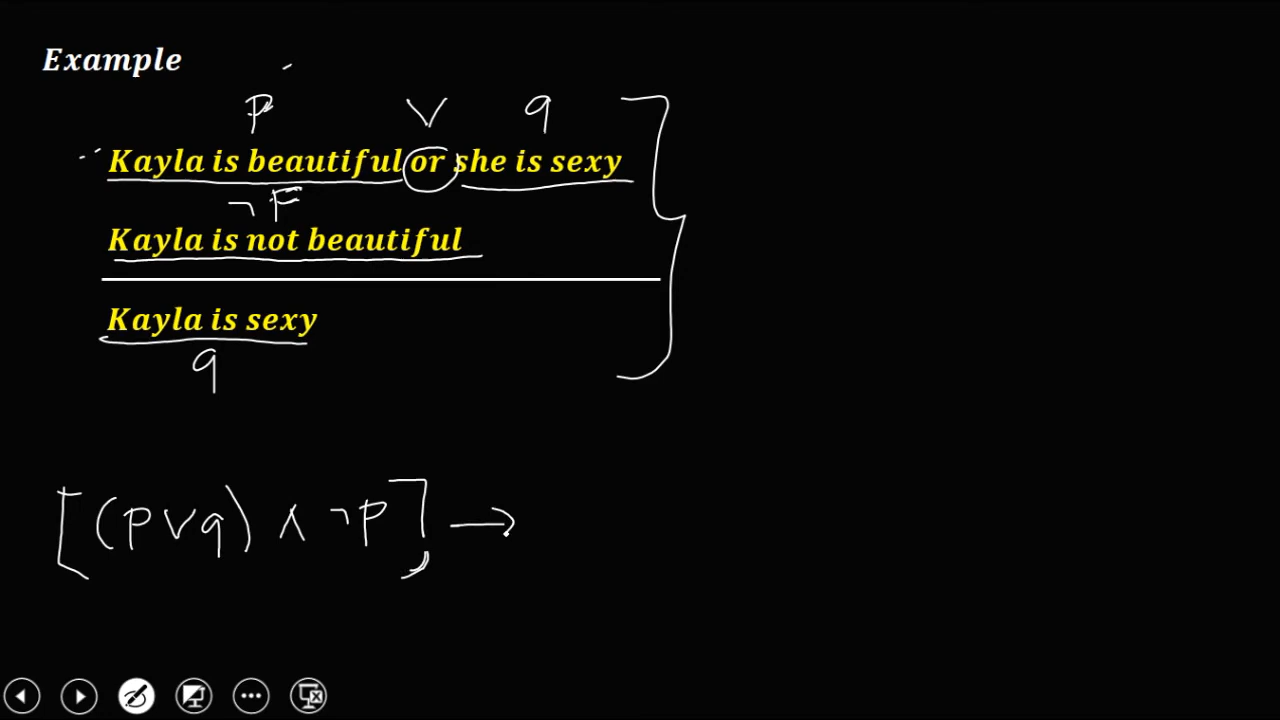 Example
P V q
Kayla is beautiful or she is sexy
¬ P
Kayla is not beautiful
Kayla is sexy
q
[(p∨q) ∧ ¬P] →